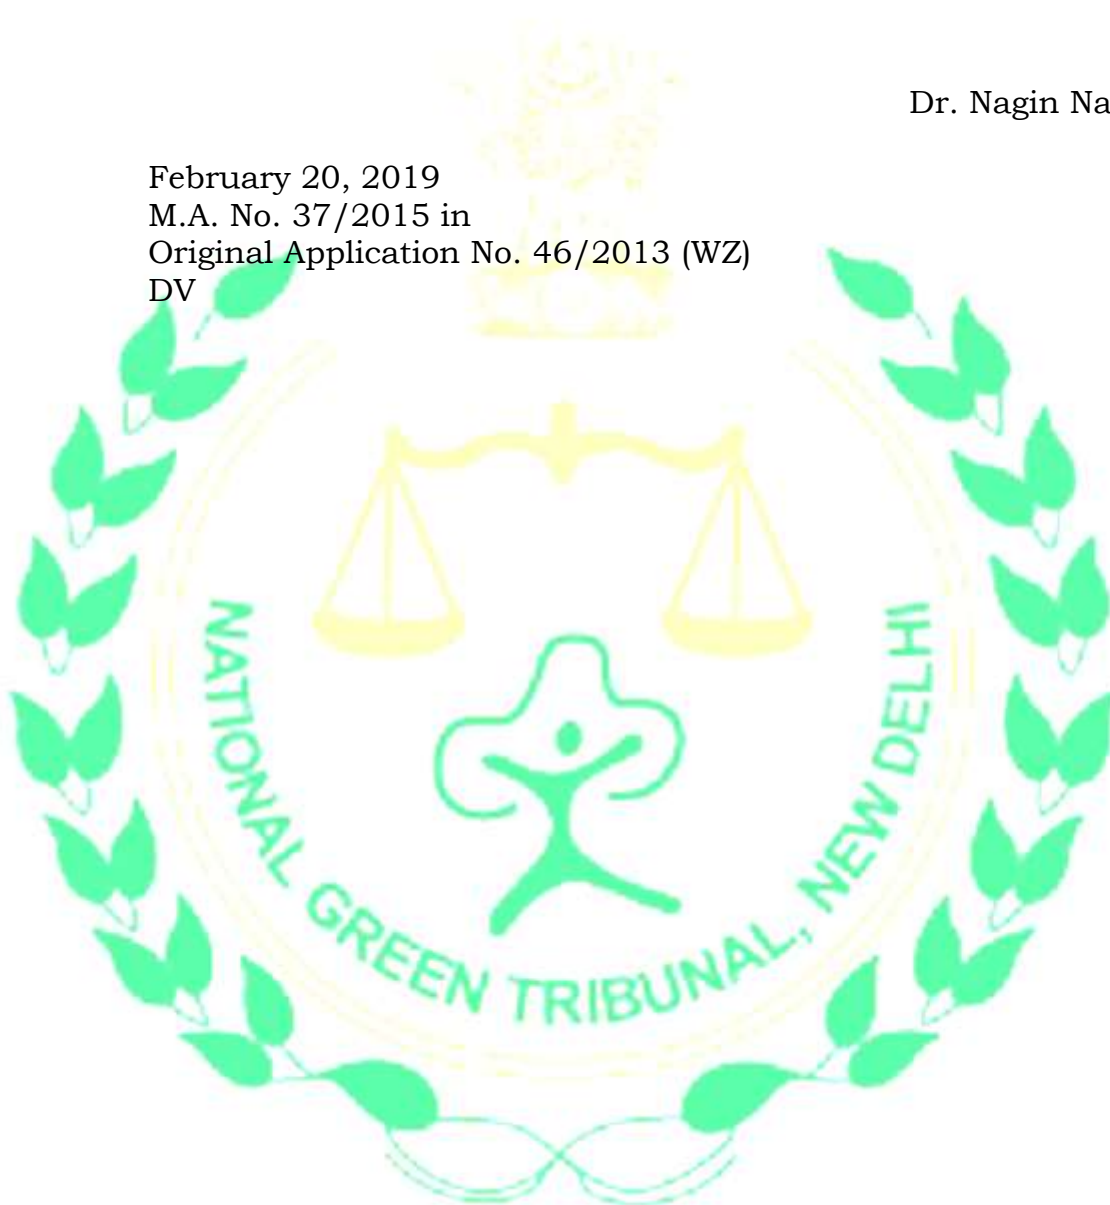 Dr. Nagin Na
February 20, 2019
M.A. No. 37/2015 in
Original Application No. 46/2013 (WZ)
DV
NATIONAL GREEN TRIBUNAL, NEW DELHI